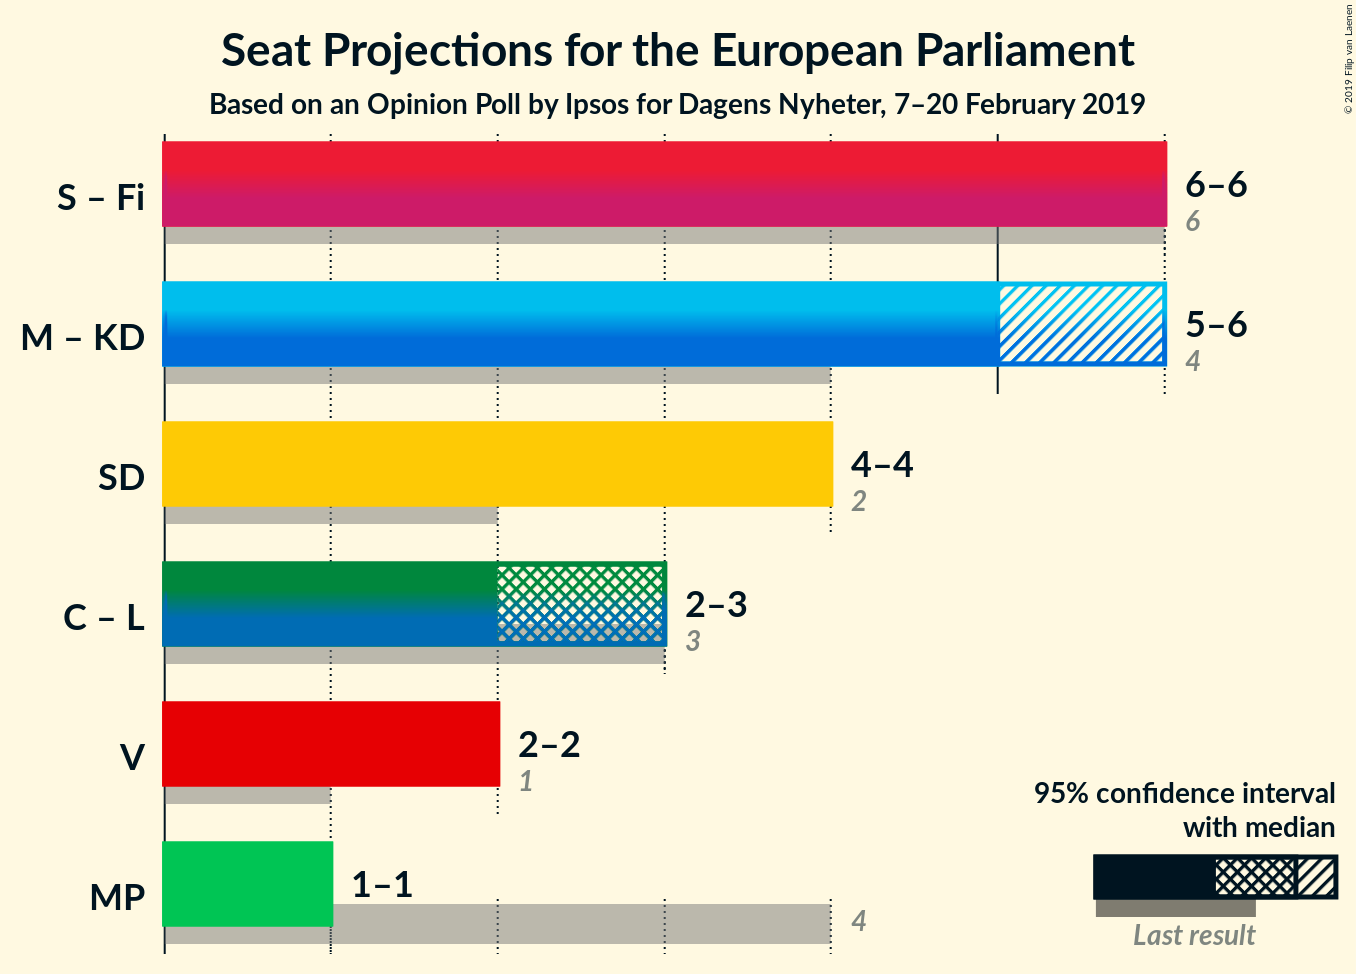 Seat Projections for the European Parliament
Based on an Opinion Poll by Ipsos for Dagens Nyheter, 7–20 February 2019
© 2019 Filip van Laenen
S – Fi
6–6
6
M – KD
5–6
4
SD
4–4
2
C – L
2–3
3
V
2–2
1
MP
1–1
4
95% confidence interval
with median
Last result